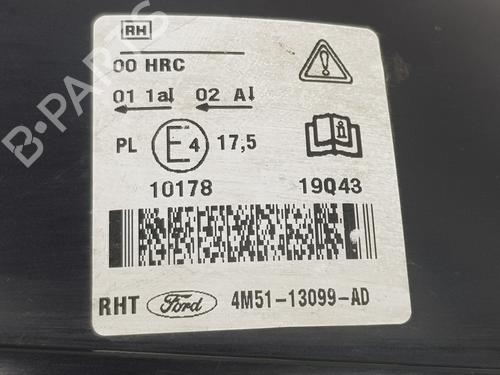 RH
00 HRC
01 1a 02 A
PL E4 17,5
10178 19Q43
RHT Ford 4M51-13099-AD
B-PARTS